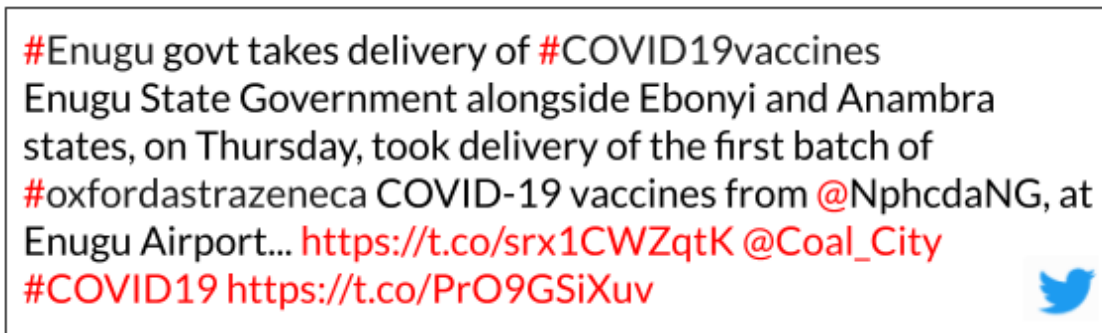 #Enugu govt takes delivery of #COVID19vaccines
Enugu State Government alongside Ebonyi and Anambra
states, on Thursday, took delivery of the first batch of
#oxfordastrazeneca COVID-19 vaccines from @NphcdaNG, at
Enugu Airport... https://t.co/srx1CWZqtK @Coal_City
#COVID19 https://t.co/PrO9GSiXuv